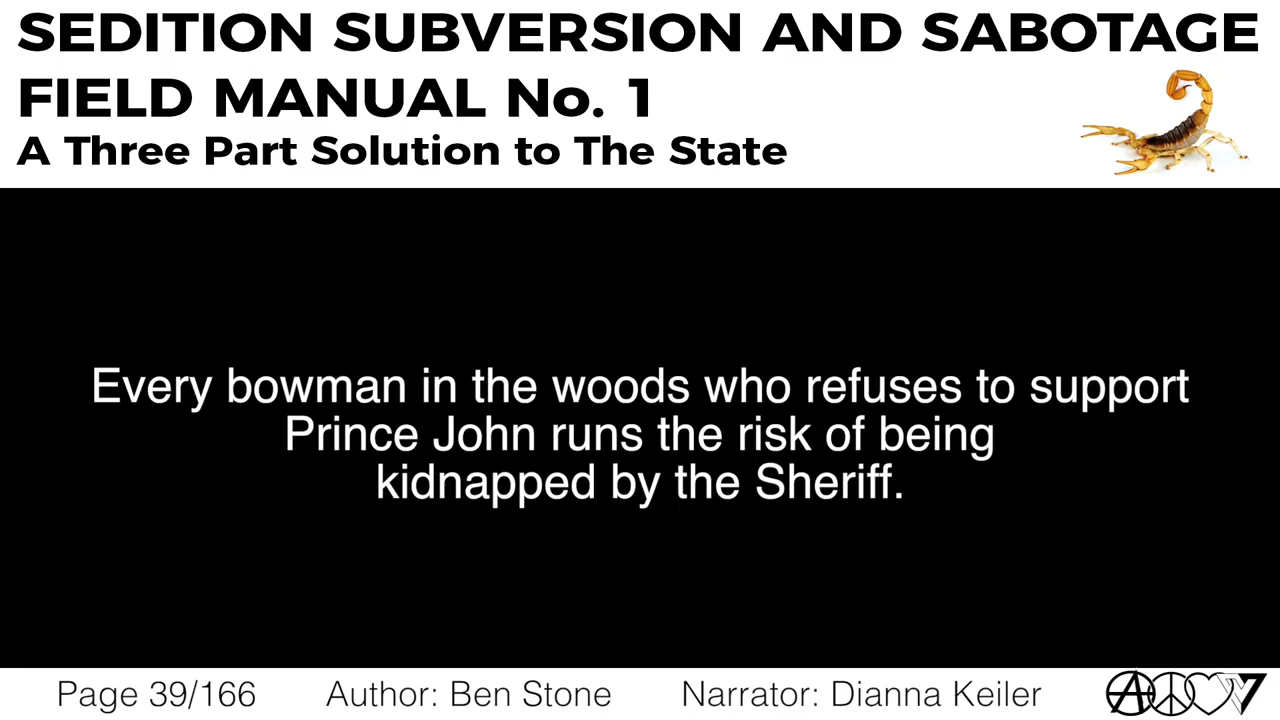 SEDITION SUBVERSION AND SABOTAGE
FIELD MANUAL No. 1
A Three Part Solution to The State
Every bowman in the woods who refuses to support
Prince John runs the risk of being
kidnapped by the Sheriff.
Page 39/166 Author: Ben Stone Narrator: Dianna Keiler